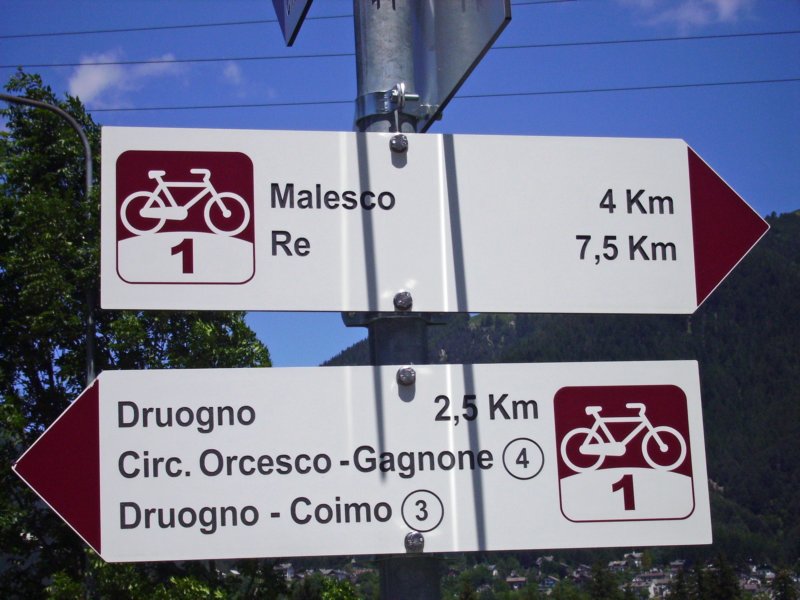 Malesco 4 Km
Re 7,5 Km
1
Druogno 2,5 Km
Circ. Orcesco - Gagnone 4
Druogno - Coimo 3
1